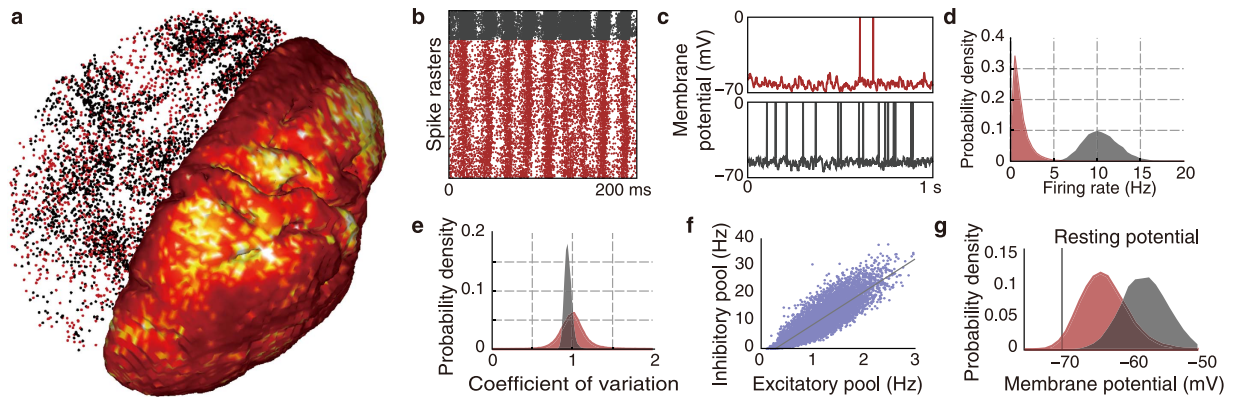 a
b
Spike rasters
0
200 ms
c
Membrane
potential (mV)
0
−70
0
−70
0
1 s
d
Probability density
0.4
0.3
0.2
0.1
0
0
5
10
15
20
Firing rate (Hz)
e
Probability density
0.2
0.1
0
0
1
2
Coefficient of variation
f
Inhibitory pool (Hz)
40
30
20
10
0
0
1
2
3
Excitatory pool (Hz)
g
Resting potential
Probability density
0.15
0.1
0.05
0
−70
−60
−50
Membrane potential (mV)